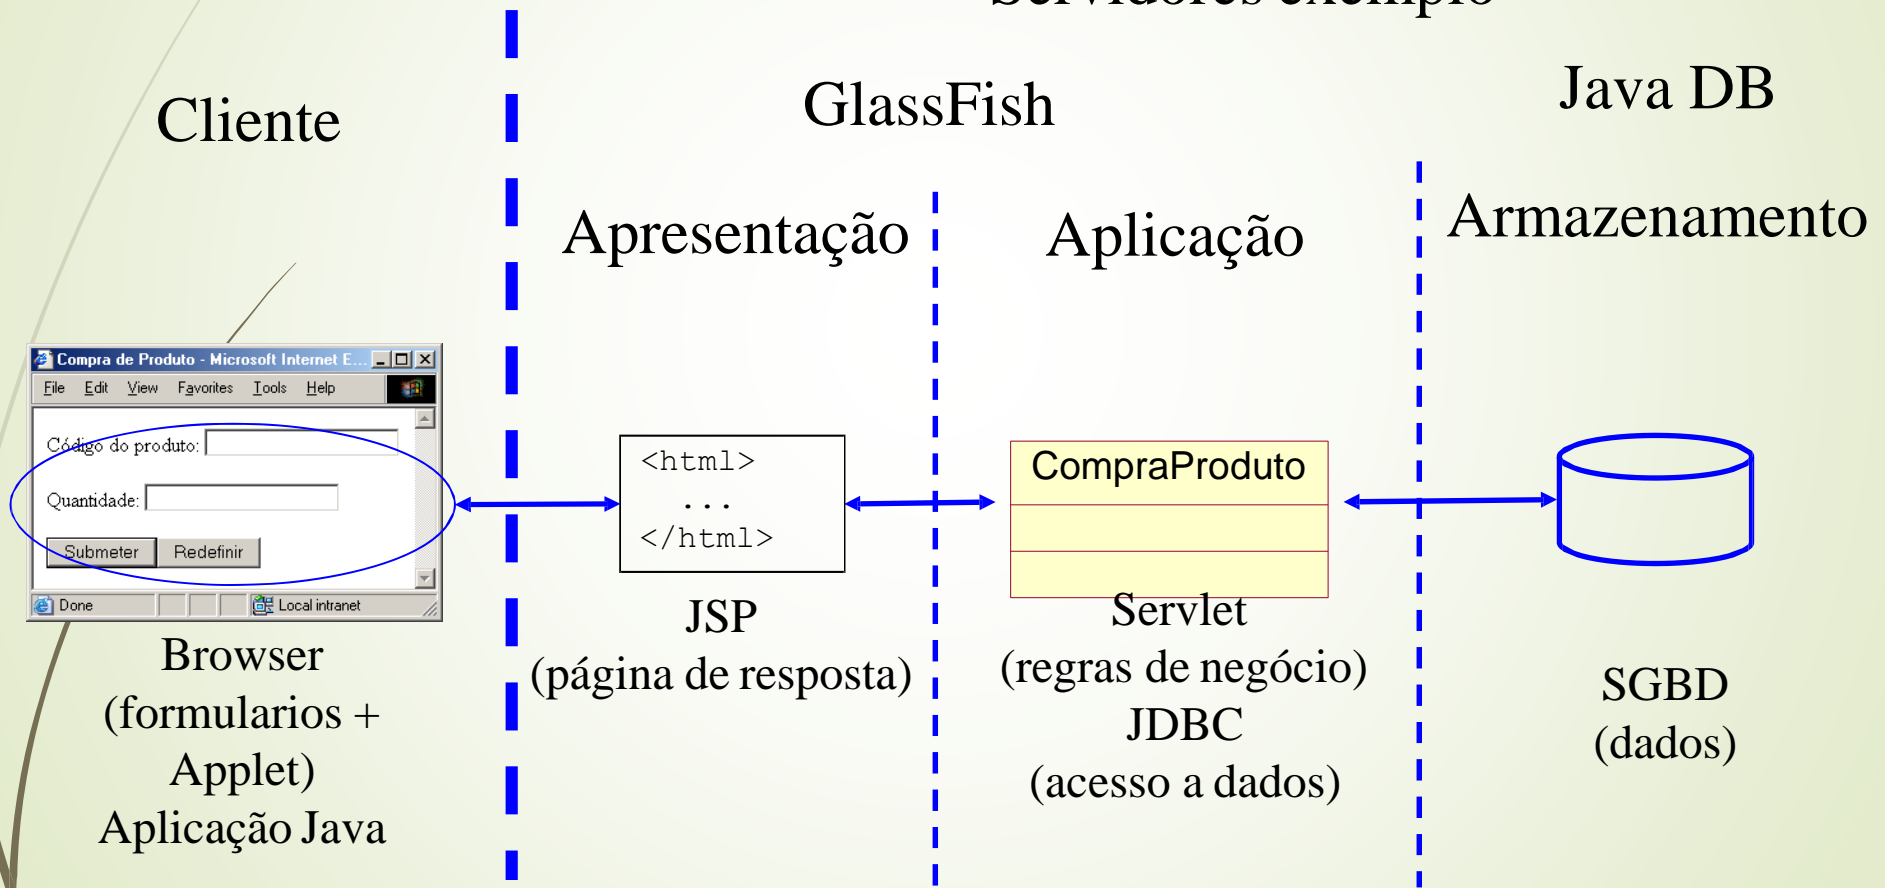 Servidores exemplo
Cliente
GlassFish
Java DB
Apresentação
Aplicação
Armazenamento
Compra de Produto - Microsoft Internet E...
File Edit View Favorites Tools Help
Código do produto:
Quantidade:
Submeter Redefinir
Done
Local intranet
Browser
(formularios +
Applet)
Aplicação Java
<html>
...
</html>
JSP
(página de resposta)
CompraProduto
Servlet
(regras de negócio)
JDBC
(acesso a dados)
SGBD
(dados)